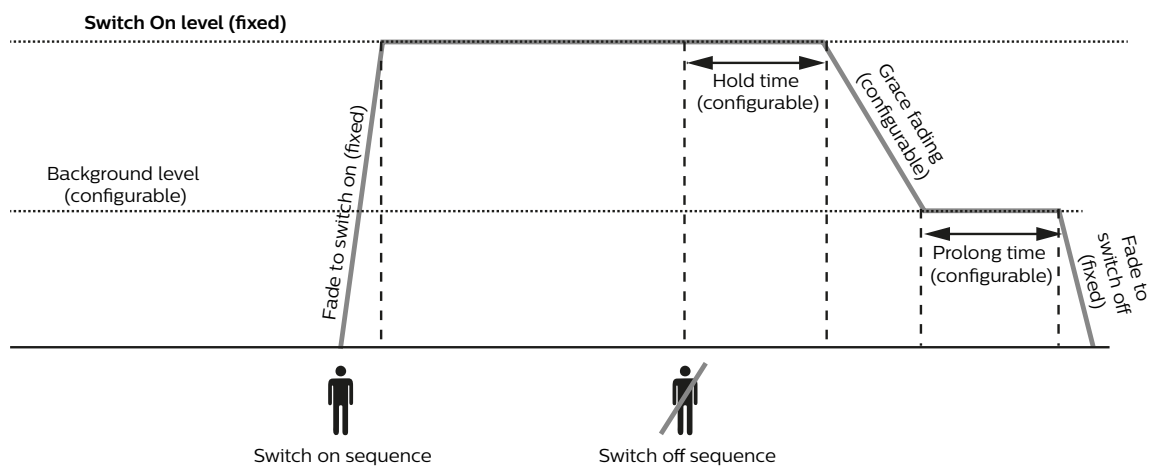 Switch On level (fixed)
Hold time
(configurable)
Grace fading
(configurable)
Fade to switch on (fixed)
Background level
(configurable)
Prolong time
(configurable)
Fade to
switch off
(fixed)
Switch on sequence
Switch off sequence